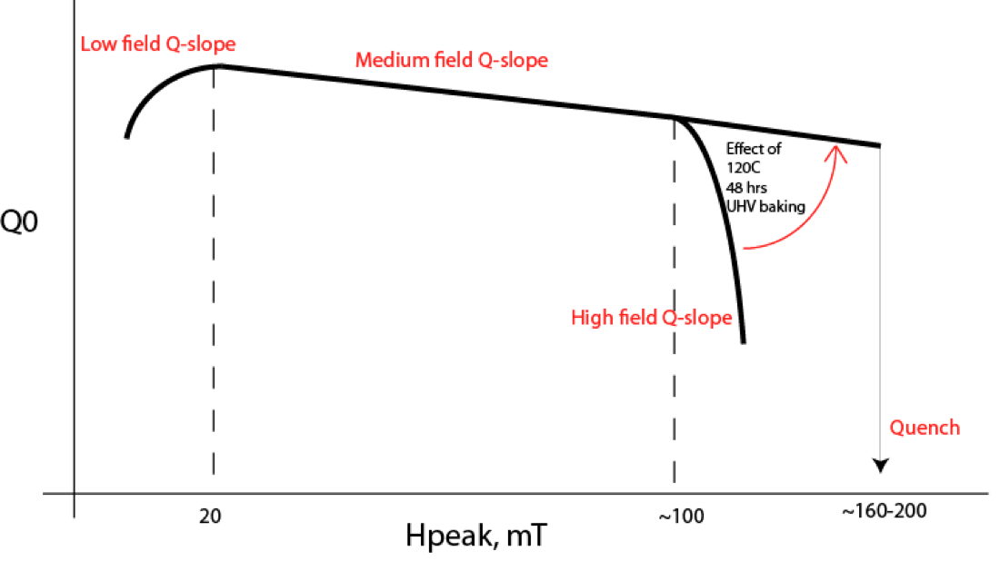 Low field Q-slope
Medium field Q-slope
Effect of
120C
48 hrs
UHV baking
Q0
High field Q-slope
Quench
20
~100
~160-200
Hpeak, mT